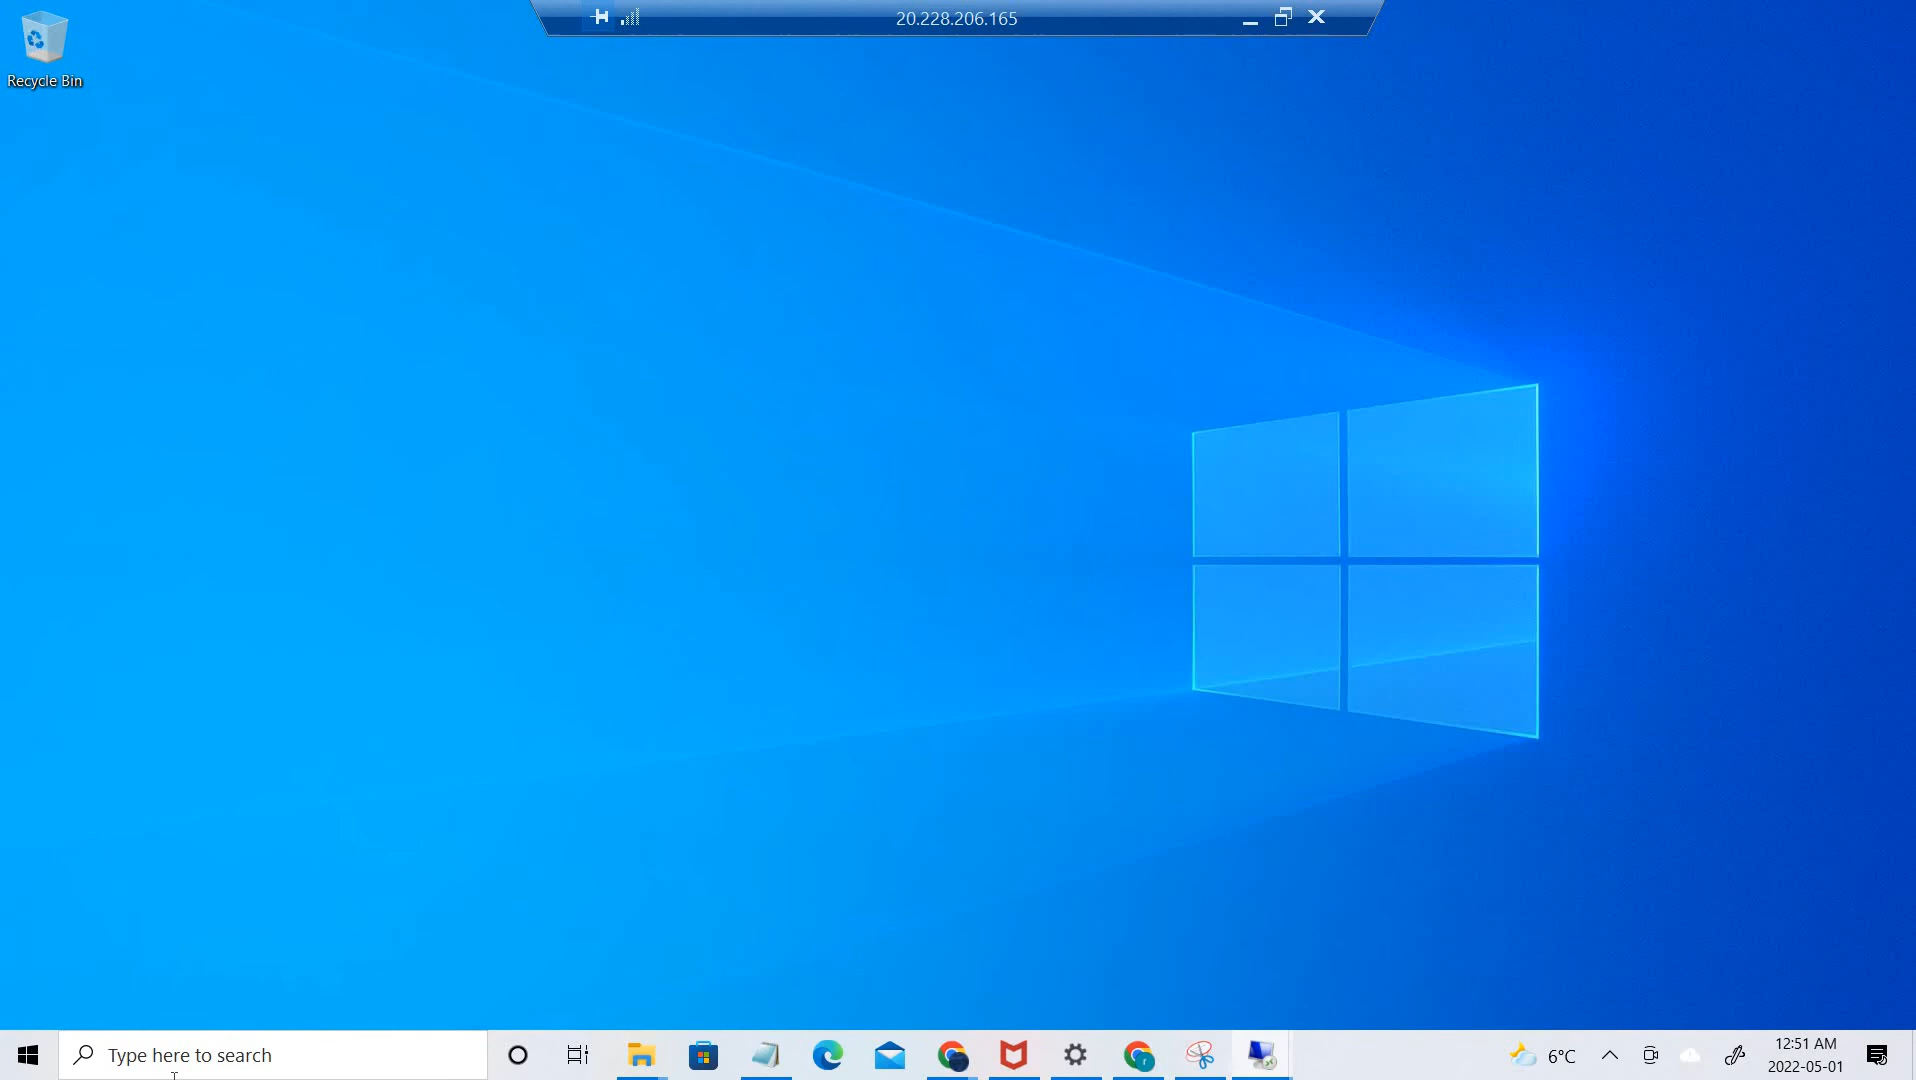 20.228.206.165
Recycle Bin
Type here to search
6°C
12:51 AM
2022-05-01